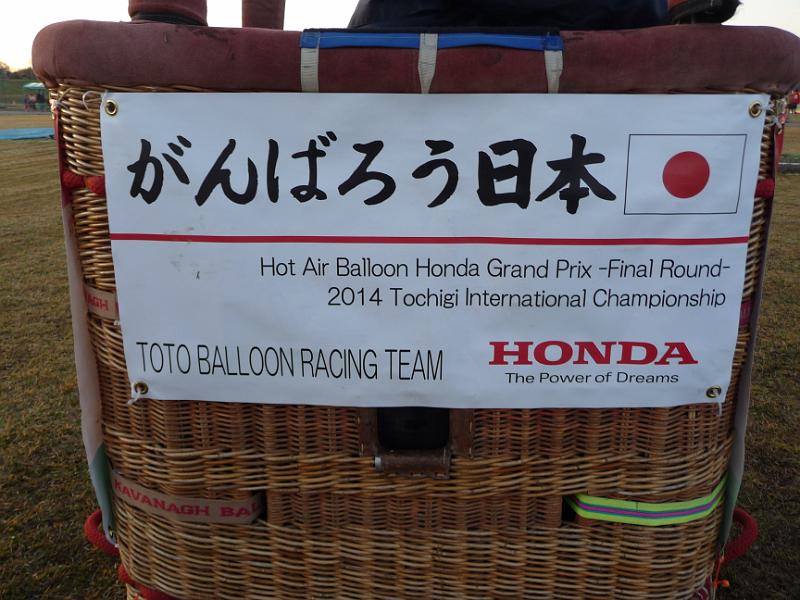 がんばろう日本
Hot Air Balloon Honda Grand Prix -Final Round-
2014 Tochigi International Championship
TOTO BALLOON RACING TEAM
HONDA
The Power of Dreams
KAVANAGH